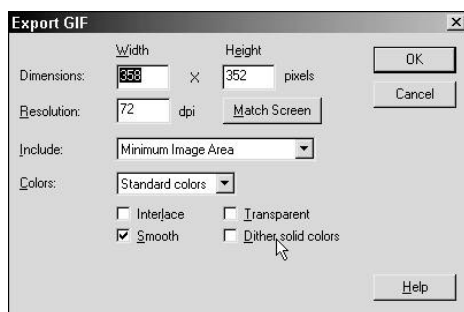 Export GIF
Width Height
Dimensions: 358 X 352 pixels
OK
Resolution: 72 dpi Match Screen
Cancel
Include: Minimum Image Area
Colors: Standard colors
Interlace Transparent
Smooth Dither solid colors
Help